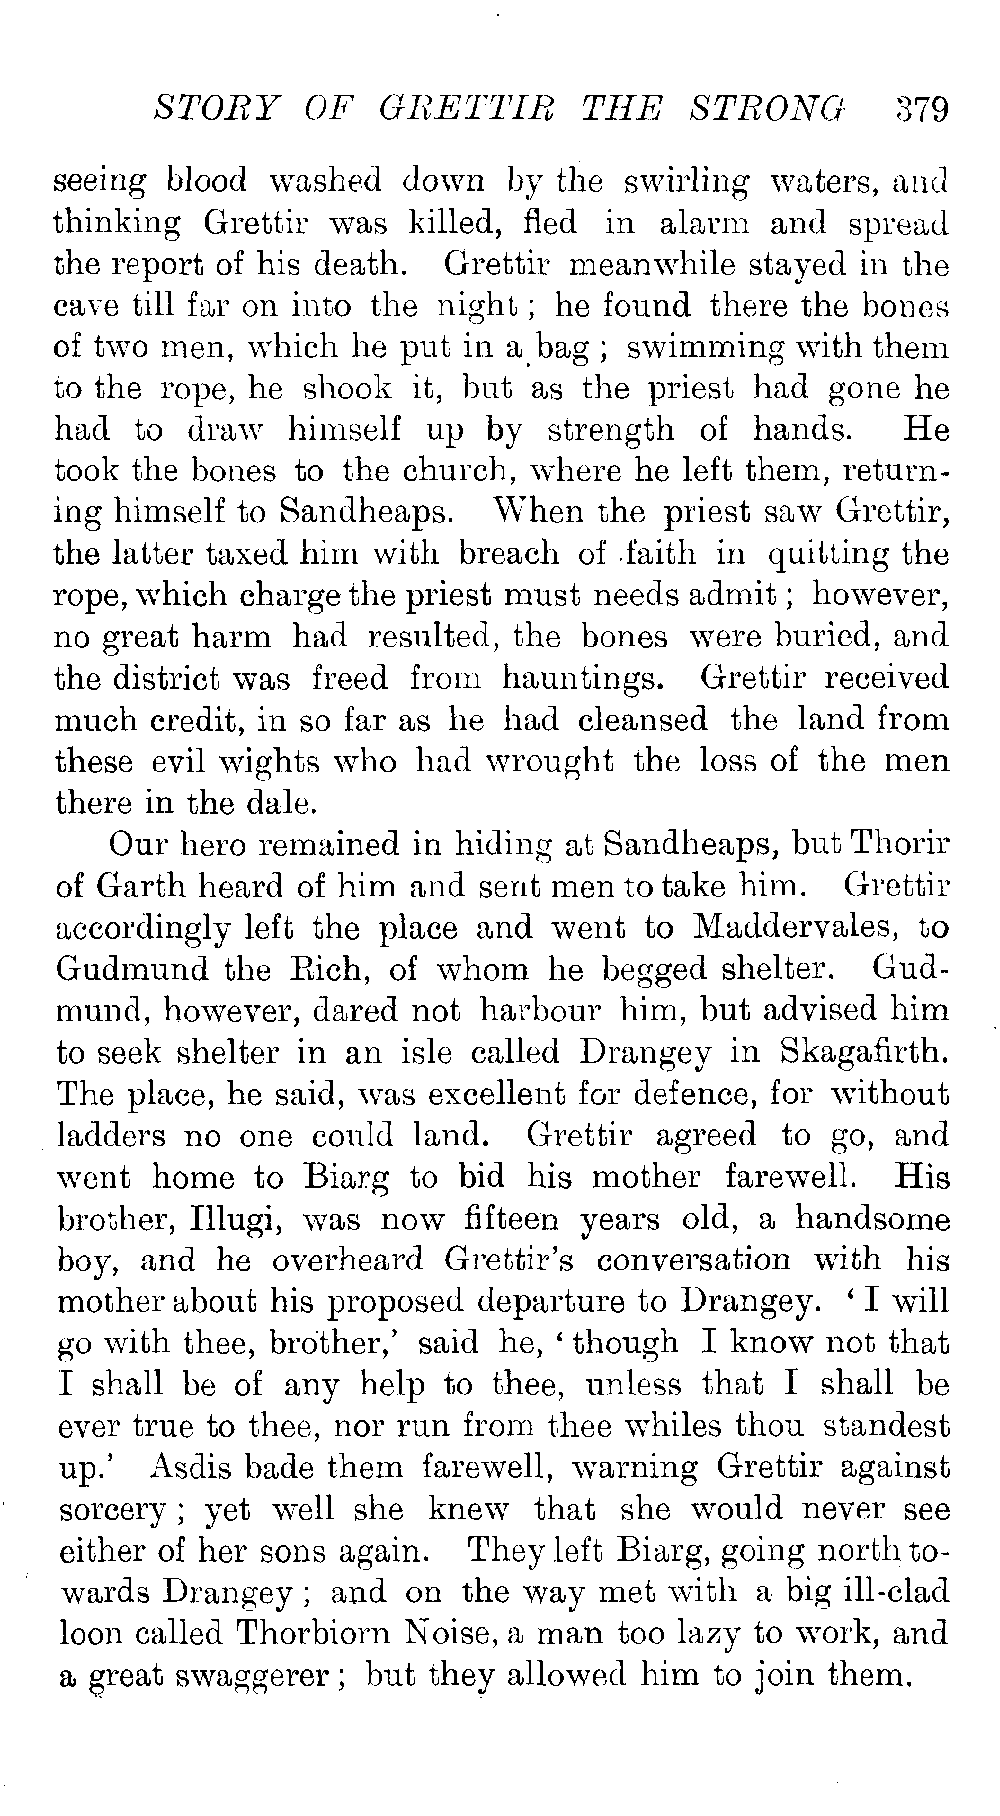 STORY OF GRETTIR THE STRONG 379
seeing blood washed down by the swirling waters, and
thinking Grettir was killed, fled in alarm and spread
the report of his death. Grettir meanwhile stayed in the
cave till far on into the night ; he found there the bones
of two men, which he put in a bag ; swimming with them
to the rope, he shook it, but as the priest had gone he
had to draw himself up by strength of hands. He
took the bones to the church, where he left them, return-
ing himself to Sandheaps. When the priest saw Grettir,
the latter taxed him with breach of faith in quitting the
rope, which charge the priest must needs admit ; however,
no great harm had resulted, the bones were buried, and
the district was freed from hauntings. Grettir received
much credit, in so far as he had cleansed the land from
these evil wights who had wrought the loss of the men
there in the dale.
Our hero remained in hiding at Sandheaps, but Thorir
of Garth heard of him and sent men to take him. Grettir
accordingly left the place and went to Maddervales, to
Gudmund the Rich, of whom he begged shelter. Gud-
mund, however, dared not harbour him, but advised him
to seek shelter in an isle called Drangey in Skagafirth.
The place, he said, was excellent for defence, for without
ladders no one could land. Grettir agreed to go, and
went home to Biarg to bid his mother farewell. His
brother, Illugi, was now fifteen years old, a handsome
boy, and he overheard Grettir's conversation with his
mother about his proposed departure to Drangey. ‘ I will
go with thee, brother,’ said he, ‘ though I know not that
I shall be of any help to thee, unless that I shall be
ever true to thee, nor run from thee whiles thou standest
up.’ Asdis bade them farewell, warning Grettir against
sorcery ; yet well she knew that she would never see
either of her sons again. They left Biarg, going north to-
wards Drangey ; and on the way met with a big ill-clad
loon called Thorbiorn Noise, a man too lazy to work, and
a great swaggerer ; but they allowed him to join them.